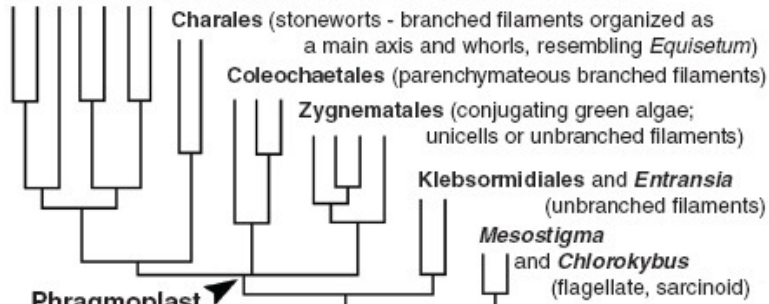 Charales (stoneworts - branched filaments organized as
a main axis and whorls, resembling Equisetum)
Coleochaetales (parenchymateous branched filaments)
Zygnematales (conjugating green algae;
unicells or unbranched filaments)
Klebsormidiales and Entransia
(unbranched filaments)
Mesostigma
and Chlorokybus
(flagellate, sarcinoid)
Phragmoplast